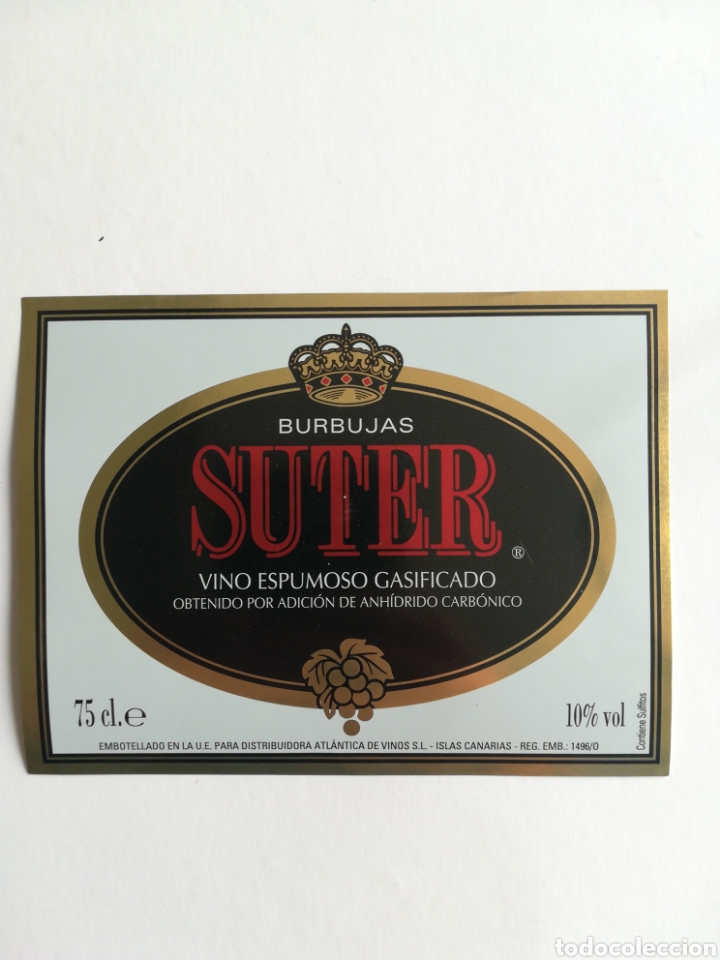 BURBUJAS
SUTER
®
VINO ESPUMOSO GASIFICADO
OBTENIDO POR ADICIÓN DE ANHÍDRIDO CARBÓNICO
75 cl.℮
10% vol
Contiene Sulfitos
EMBOTELLADO EN LA U.E. PARA DISTRIBUIDORA ATLÁNTICA DE VINOS S.L. - ISLAS CANARIAS - REG. EMB.: 1496/O
todocoleccion